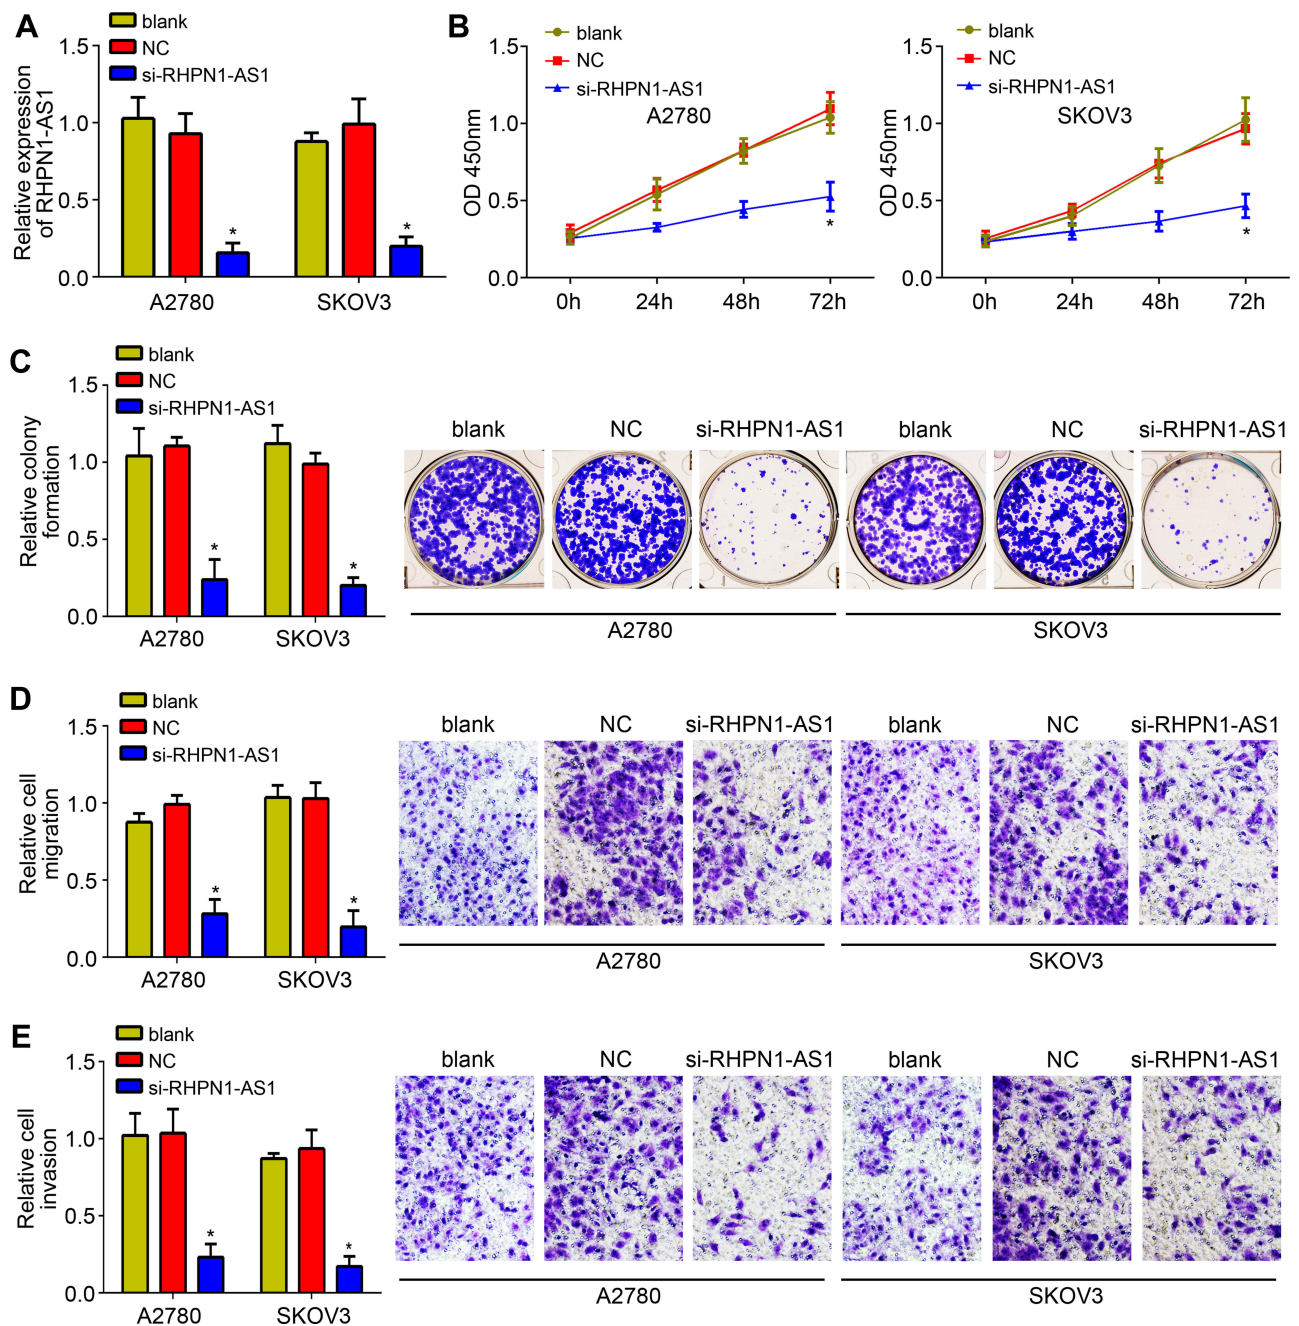 A
blank
NC
si-RHPN1-AS1
Relative expression
of RHPN1-AS1
1.5
1.0
0.5
0.0
*
*
A2780
SKOV3
B
blank
NC
si-RHPN1-AS1
A2780
OD 450nm
1.5
1.0
0.5
0.0
*
0h 24h 48h 72h
blank
NC
si-RHPN1-AS1
SKOV3
OD 450nm
1.5
1.0
0.5
0.0
*
0h 24h 48h 72h
C
blank
NC
si-RHPN1-AS1
Relative colony
formation
1.5
1.0
0.5
0.0
*
*
A2780
SKOV3
blank NC si-RHPN1-AS1 blank NC si-RHPN1-AS1
A2780
SKOV3
D
blank
NC
si-RHPN1-AS1
Relative cell
migration
1.5
1.0
0.5
0.0
*
*
A2780
SKOV3
blank NC si-RHPN1-AS1 blank NC si-RHPN1-AS1
A2780
SKOV3
E
blank
NC
si-RHPN1-AS1
Relative cell
invasion
1.5
1.0
0.5
0.0
*
*
A2780
SKOV3
blank NC si-RHPN1-AS1 blank NC si-RHPN1-AS1
A2780
SKOV3